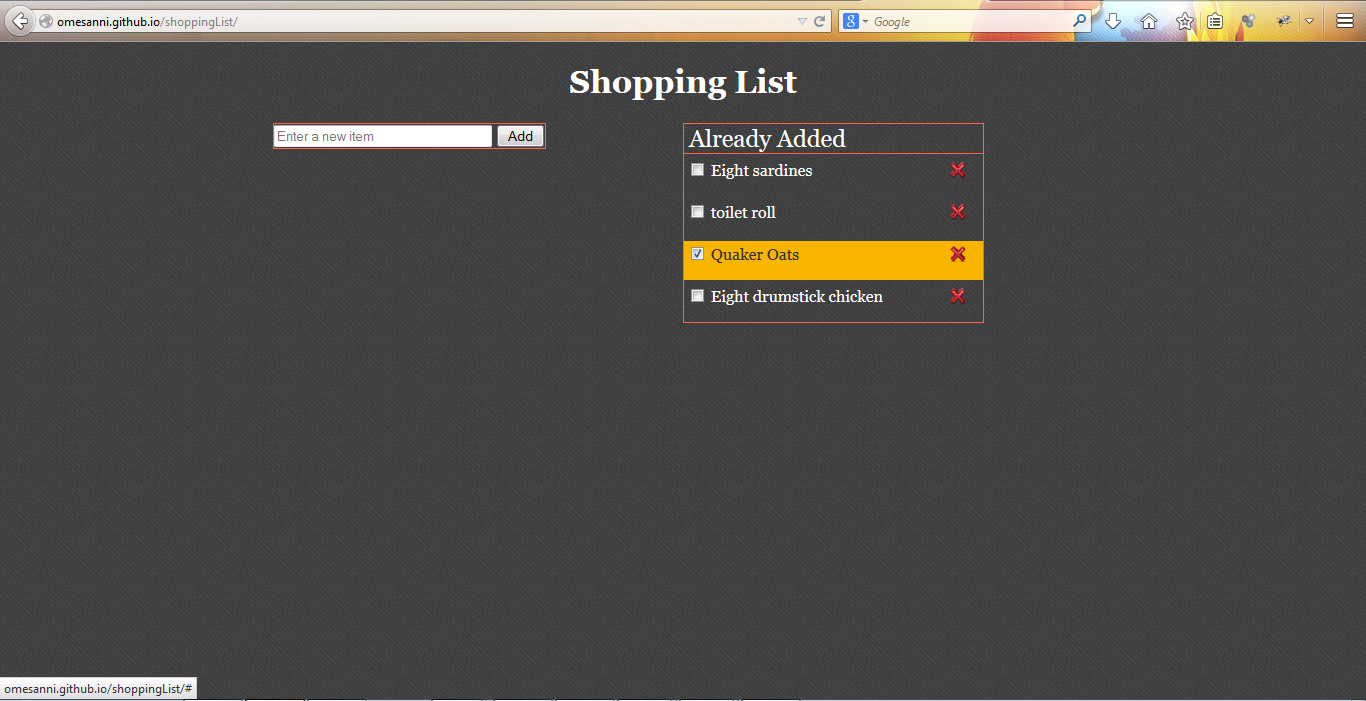 omesanni.github.io/shoppingList/
8
Google
Shopping List
Enter a new item
Add
Already Added
Eight sardines
toilet roll
Quaker Oats
Eight drumstick chicken
omesanni.github.io/shoppingList/#